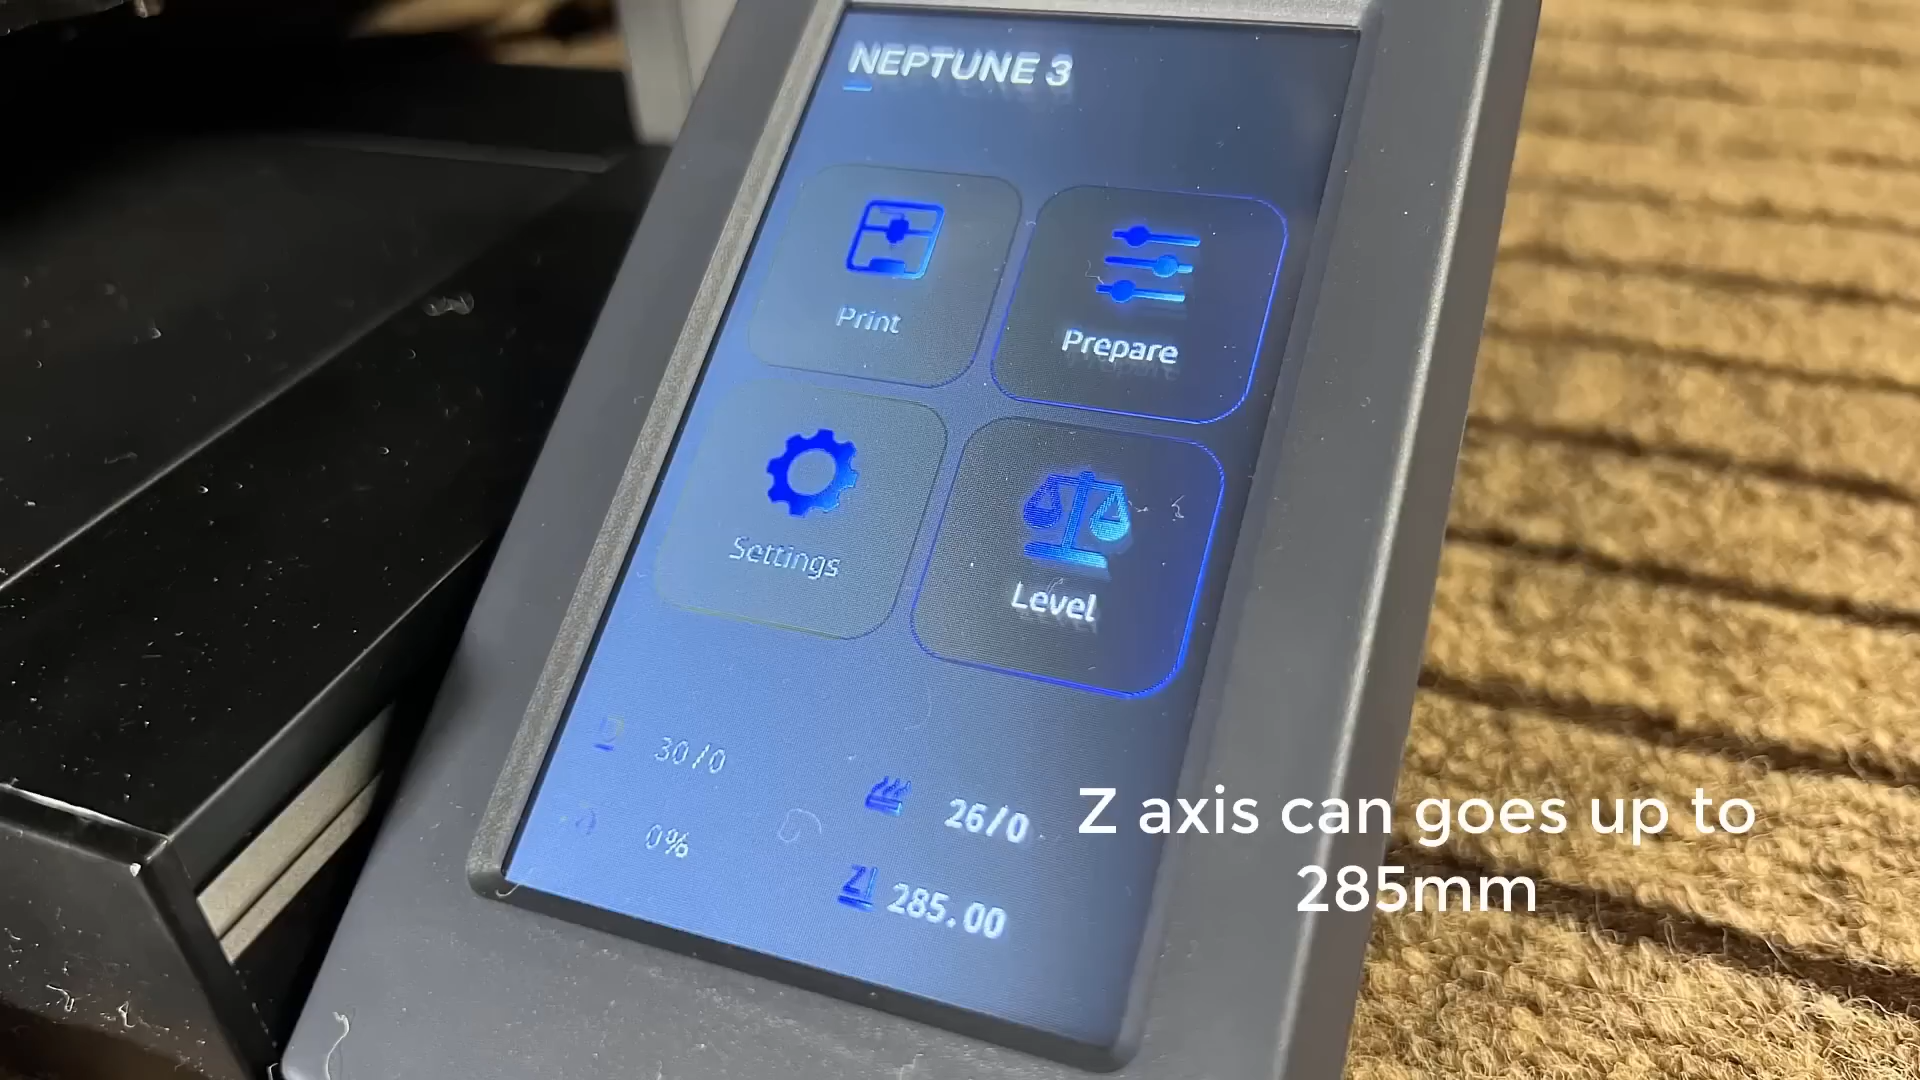 NEPTUNE 3
Print
Prepare
Settings
Level
30/0
26/0
0%
Z
285.00
Z axis can goes up to
285mm